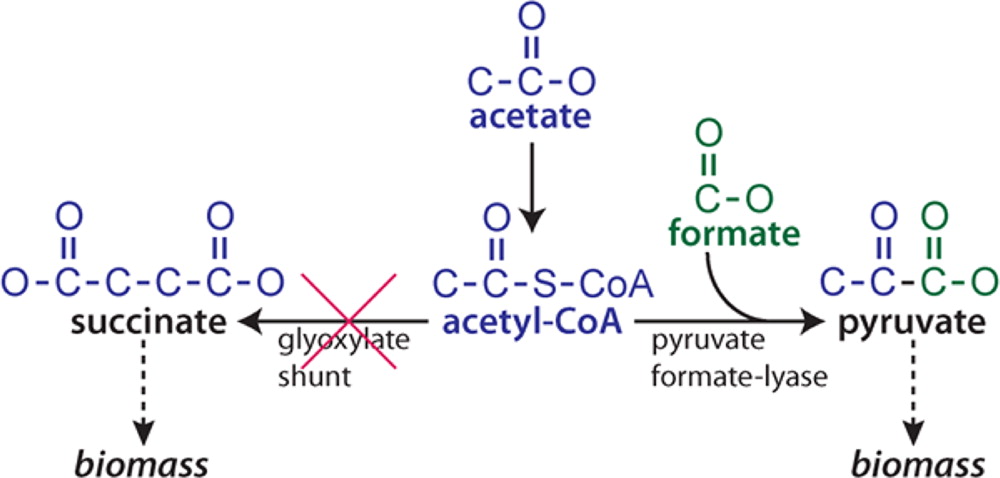 O
C-C-O
acetate
O
C-O
formate
O O
O-C-C-C-C-O
succinate
O
C-C-S-CoA
acetyl-CoA
glyoxylate
shunt
pyruvate
formate-lyase
O O
C-C-C-O
pyruvate
biomass
biomass